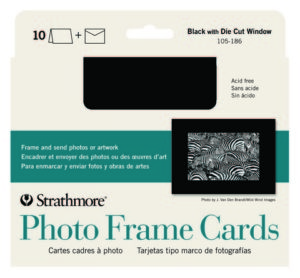 10 +
Black with Die Cut Window
105-186
Acid free
Sans acide
Sin ácido
Frame and send photos or artwork
Encadrer et envoyer des photos ou des œuvres d'art
Para enmarcar y enviar fotos y obras de artes
Photo by J. Van Den Brandt/Wild Wind Images
Strathmore®
Photo Frame Cards
Cartes cadres à photo Tarjetas tipo marco de fotografías